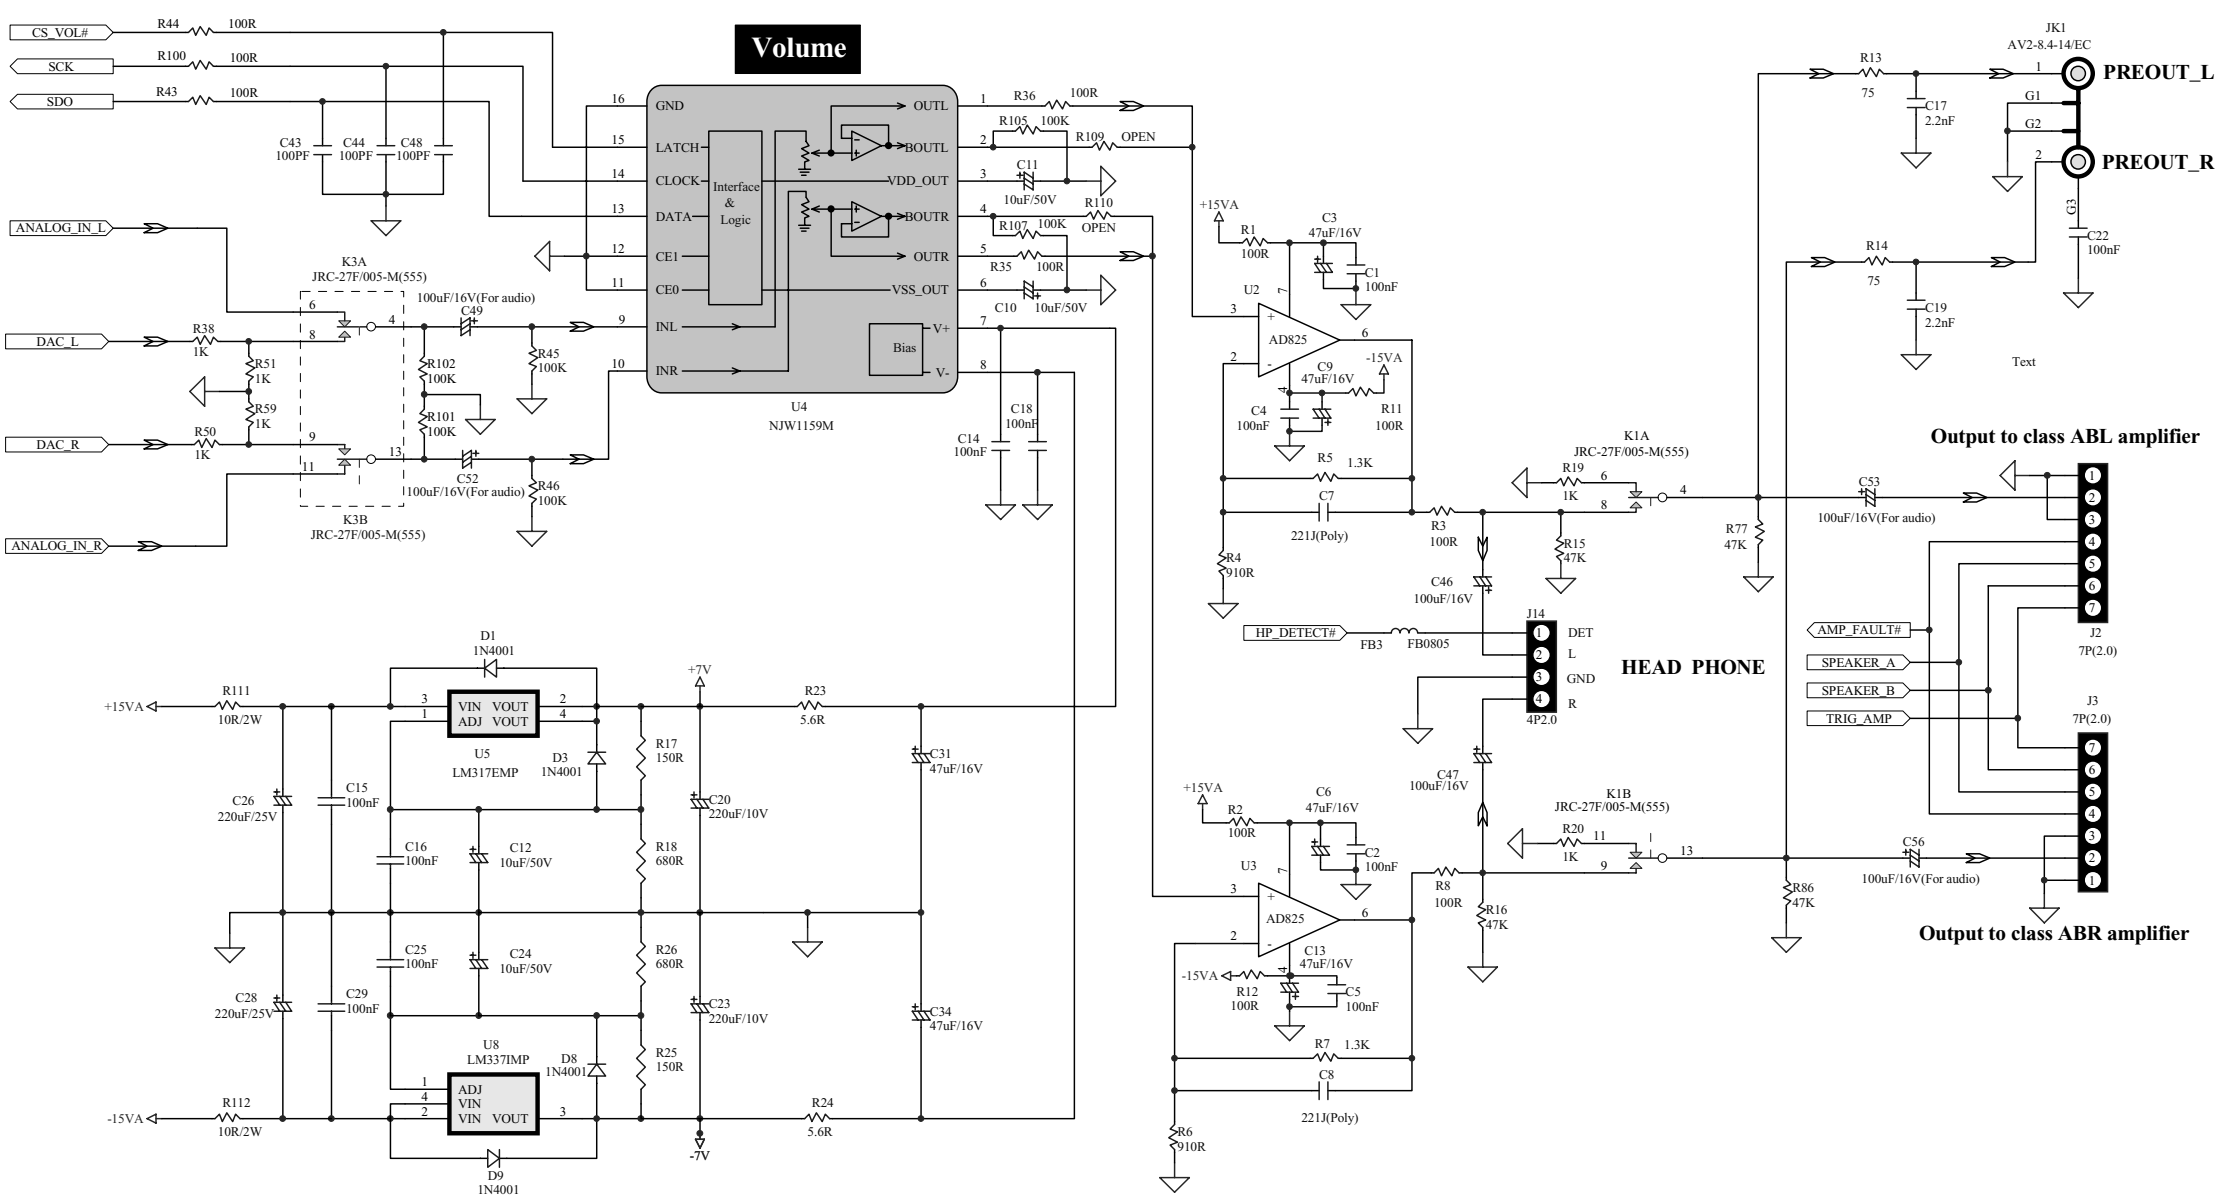 CS_VOL#
R44
100R
SCK
R100
100R
SDO
R43
100R
C43
100PF
C44
100PF
C48
100PF
ANALOG_IN_L
K3A
JRC-27F/005-M(555)
DAC_L
R38
1K
R51
1K
R59
1K
DAC_R
R50
1K
ANALOG_IN_R
6
8
4
9
11
13
K3B
JRC-27F/005-M(555)
100uF/16V(For audio)
C49
R102
100K
R101
100K
R45
100K
C52
100uF/16V(For audio)
R46
100K
Volume
16
GND
15
LATCH
14
CLOCK
13
DATA
12
CE1
11
CE0
9
INL
10
INR
Interface
&
Logic
OUTL
1
BOUTL
2
VDD_OUT
3
BOUTR
4
OUTR
5
VSS_OUT
6
V+
7
V-
8
Bias
U4
NJW1159M
R36
100R
R105
100K
R109
OPEN
C11
10uF/50V
R110
OPEN
R107
100K
R35
100R
C10
10uF/50V
C14
100nF
C18
100nF
+15VA
R1
100R
C3
47uF/16V
C1
100nF
U2
AD825
3
+
2
-
7
4
6
C9
47uF/16V
-15VA
C4
100nF
R11
100R
R5
1.3K
C7
221J(Poly)
R4
910R
R3
100R
C46
100uF/16V
R15
47K
R19
1K
K1A
JRC-27F/005-M(555)
6
8
4
R77
47K
C53
100uF/16V(For audio)
R13
75
C17
2.2nF
JK1
AV2-8.4-14/EC
1
PREOUT_L
G1
G2
2
PREOUT_R
G3
C22
100nF
R14
75
C19
2.2nF
Text
Output to class ABL amplifier
1
2
3
4
5
6
7
J2
7P(2.0)
AMP_FAULT#
SPEAKER_A
SPEAKER_B
TRIG_AMP
J3
7P(2.0)
7
6
5
4
3
2
1
Output to class ABR amplifier
HP_DETECT#
FB3
FB0805
J14
1
DET
2
L
3
GND
4
R
4P2.0
HEAD PHONE
C47
100uF/16V
K1B
JRC-27F/005-M(555)
R20
1K
11
9
13
C56
100uF/16V(For audio)
R86
47K
+15VA
R2
100R
C6
47uF/16V
C2
100nF
U3
AD825
3
+
2
-
7
4
6
R8
100R
R16
47K
-15VA
R12
100R
C13
47uF/16V
C5
100nF
R7
1.3K
C8
221J(Poly)
R6
910R
+15VA
R111
10R/2W
D1
1N4001
3
VIN
VOUT
2
1
ADJ
VOUT
4
U5
LM317EMP
D3
1N4001
+7V
R23
5.6R
R17
150R
C31
47uF/16V
C26
220uF/25V
C15
100nF
C20
220uF/10V
C16
100nF
C12
10uF/50V
R18
680R
C25
100nF
C24
10uF/50V
R26
680R
C28
220uF/25V
C29
100nF
C23
220uF/10V
C34
47uF/16V
U8
LM337IMP
D8
1N4001
R25
150R
1
ADJ
4
VIN
2
VIN
VOUT
3
-15VA
R112
10R/2W
R24
5.6R
-7V
D9
1N4001